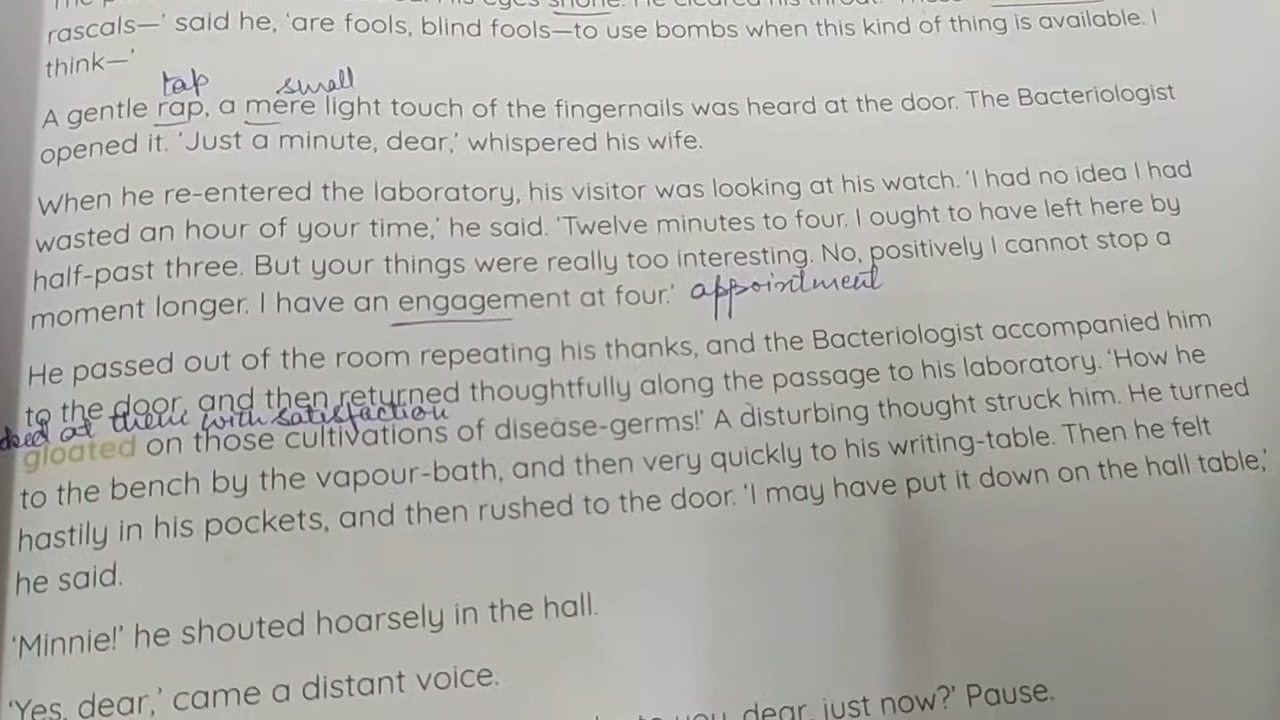 rascals—' said he, 'are fools, blind fools—to use bombs when this kind of thing is available. I
think—'
tap small
A gentle rap, a mere light touch of the fingernails was heard at the door. The Bacteriologist
opened it. 'Just a minute, dear,' whispered his wife.
When he re-entered the laboratory, his visitor was looking at his watch. 'I had no idea I had
wasted an hour of your time,' he said. 'Twelve minutes to four. I ought to have left here by
half-past three. But your things were really too interesting. No, positively I cannot stop a
moment longer. I have an engagement at four.' appointment
He passed out of the room repeating his thanks, and the Bacteriologist accompanied him
to the door, and then returned thoughtfully along the passage to his laboratory. 'How he
at them with satisfaction
gloated on those cultivations of disease-germs!' A disturbing thought struck him. He turned
to the bench by the vapour-bath, and then very quickly to his writing-table. Then he felt
hastily in his pockets, and then rushed to the door. 'I may have put it down on the hall table,'
he said.
'Minnie!' he shouted hoarsely in the hall.
'Yes, dear,' came a distant voice.
you, dear, just now?' Pause.